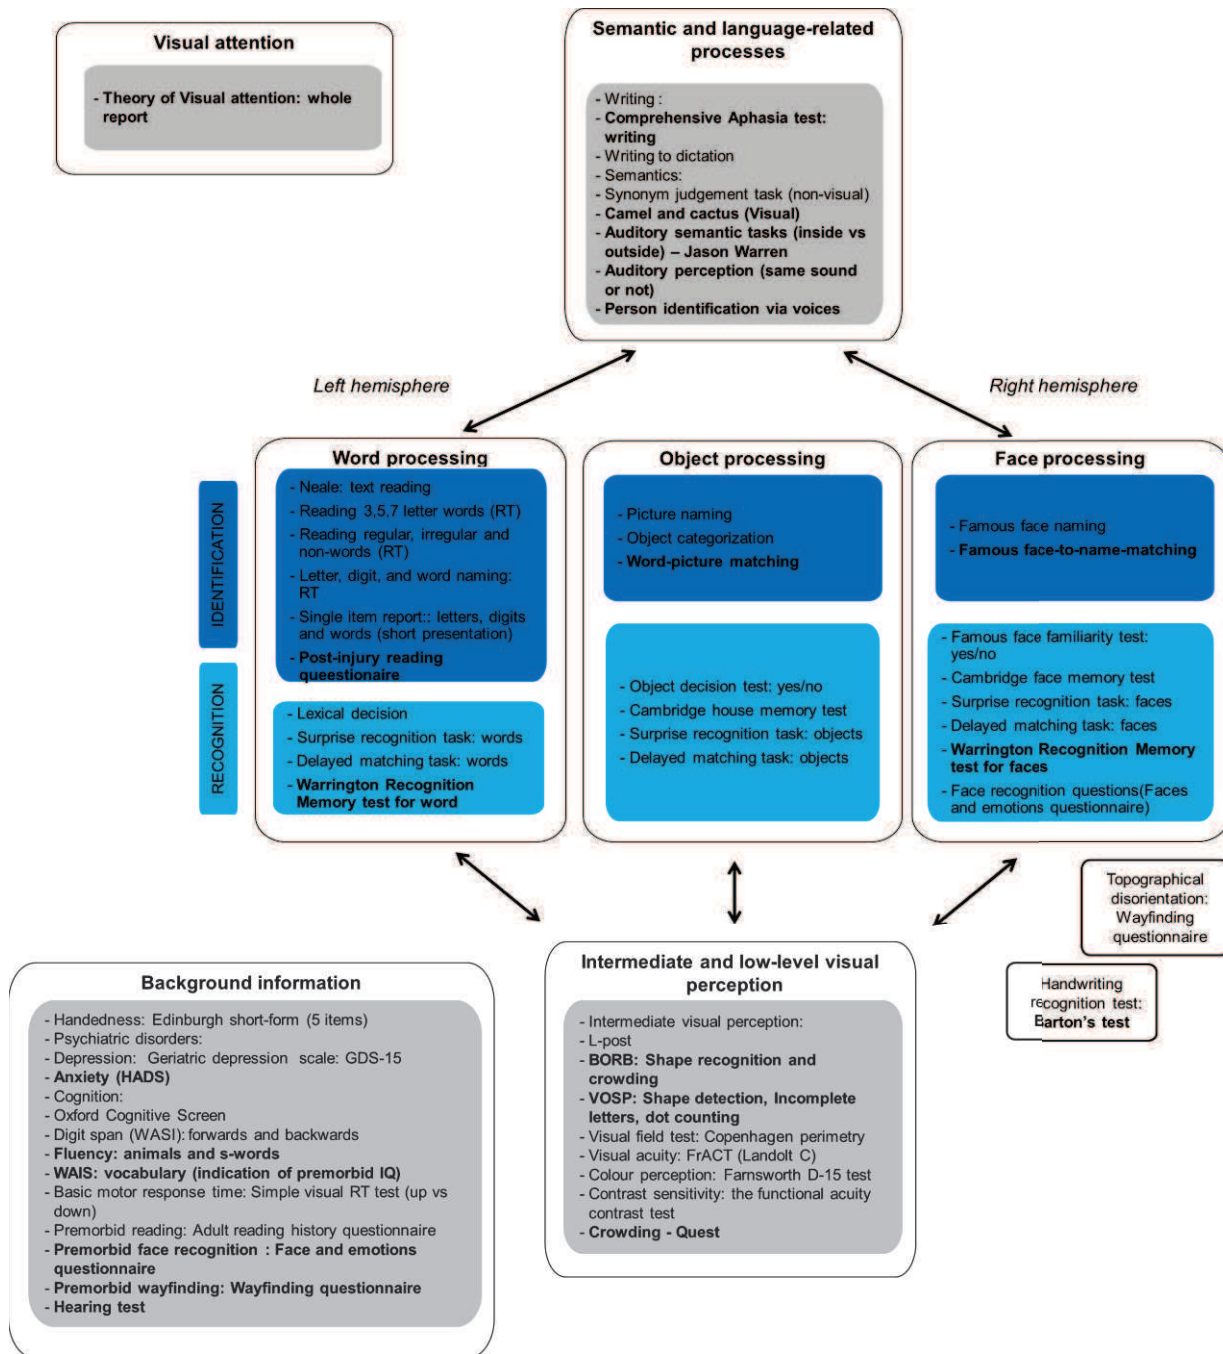 Visual attention
- Theory of Visual attention: whole
report
Semantic and language-related
processes
- Writing :
- Comprehensive Aphasia test:
writing
- Writing to dictation
- Semantics:
- Synonym judgement task (non-visual)
- Camel and cactus (Visual)
- Auditory semantic tasks (inside vs
outside) – Jason Warren
- Auditory perception (same sound
or not)
- Person identification via voices
Left hemisphere
Right hemisphere
IDENTIFICATION
RECOGNITION
Word processing
- Neale: text reading
- Reading 3,5,7 letter words (RT)
- Reading regular, irregular and
non-words (RT)
- Letter, digit, and word naming:
RT
- Single item report:: letters, digits
and words (short presentation)
- Post-injury reading
queestionaire
- Lexical decision
- Surprise recognition task: words
- Delayed matching task: words
- Warrington Recognition
Memory test for word
Object processing
- Picture naming
- Object categorization
- Word-picture matching
- Object decision test: yes/no
- Cambridge house memory test
- Surprise recognition task: objects
- Delayed matching task: objects
Face processing
- Famous face naming
- Famous face-to-name-matching
- Famous face familiarity test:
yes/no
- Cambridge face memory test
- Surprise recognition task: faces
- Delayed matching task: faces
- Warrington Recognition Memory
test for faces
- Face recognition questions(Faces
and emotions questionnaire)
Topographical
disorientation:
Wayfinding
questionnaire
Handwriting
recognition test:
Barton's test
Background information
- Handedness: Edinburgh short-form (5 items)
- Psychiatric disorders:
- Depression: Geriatric depression scale: GDS-15
- Anxiety (HADS)
- Cognition:
- Oxford Cognitive Screen
- Digit span (WASI): forwards and backwards
- Fluency: animals and s-words
- WAIS: vocabulary (indication of premorbid IQ)
- Basic motor response time: Simple visual RT test (up vs
down)
- Premorbid reading: Adult reading history questionnaire
- Premorbid face recognition : Face and emotions
questionnaire
- Premorbid wayfinding: Wayfinding questionnaire
- Hearing test
Intermediate and low-level visual
perception
- Intermediate visual perception:
- L-post
- BORB: Shape recognition and
crowding
- VOSP: Shape detection, Incomplete
letters, dot counting
- Visual field test: Copenhagen perimetry
- Visual acuity: FrACT (Landolt C)
- Colour perception: Farnsworth D-15 test
- Contrast sensitivity: the functional acuity
contrast test
- Crowding - Quest